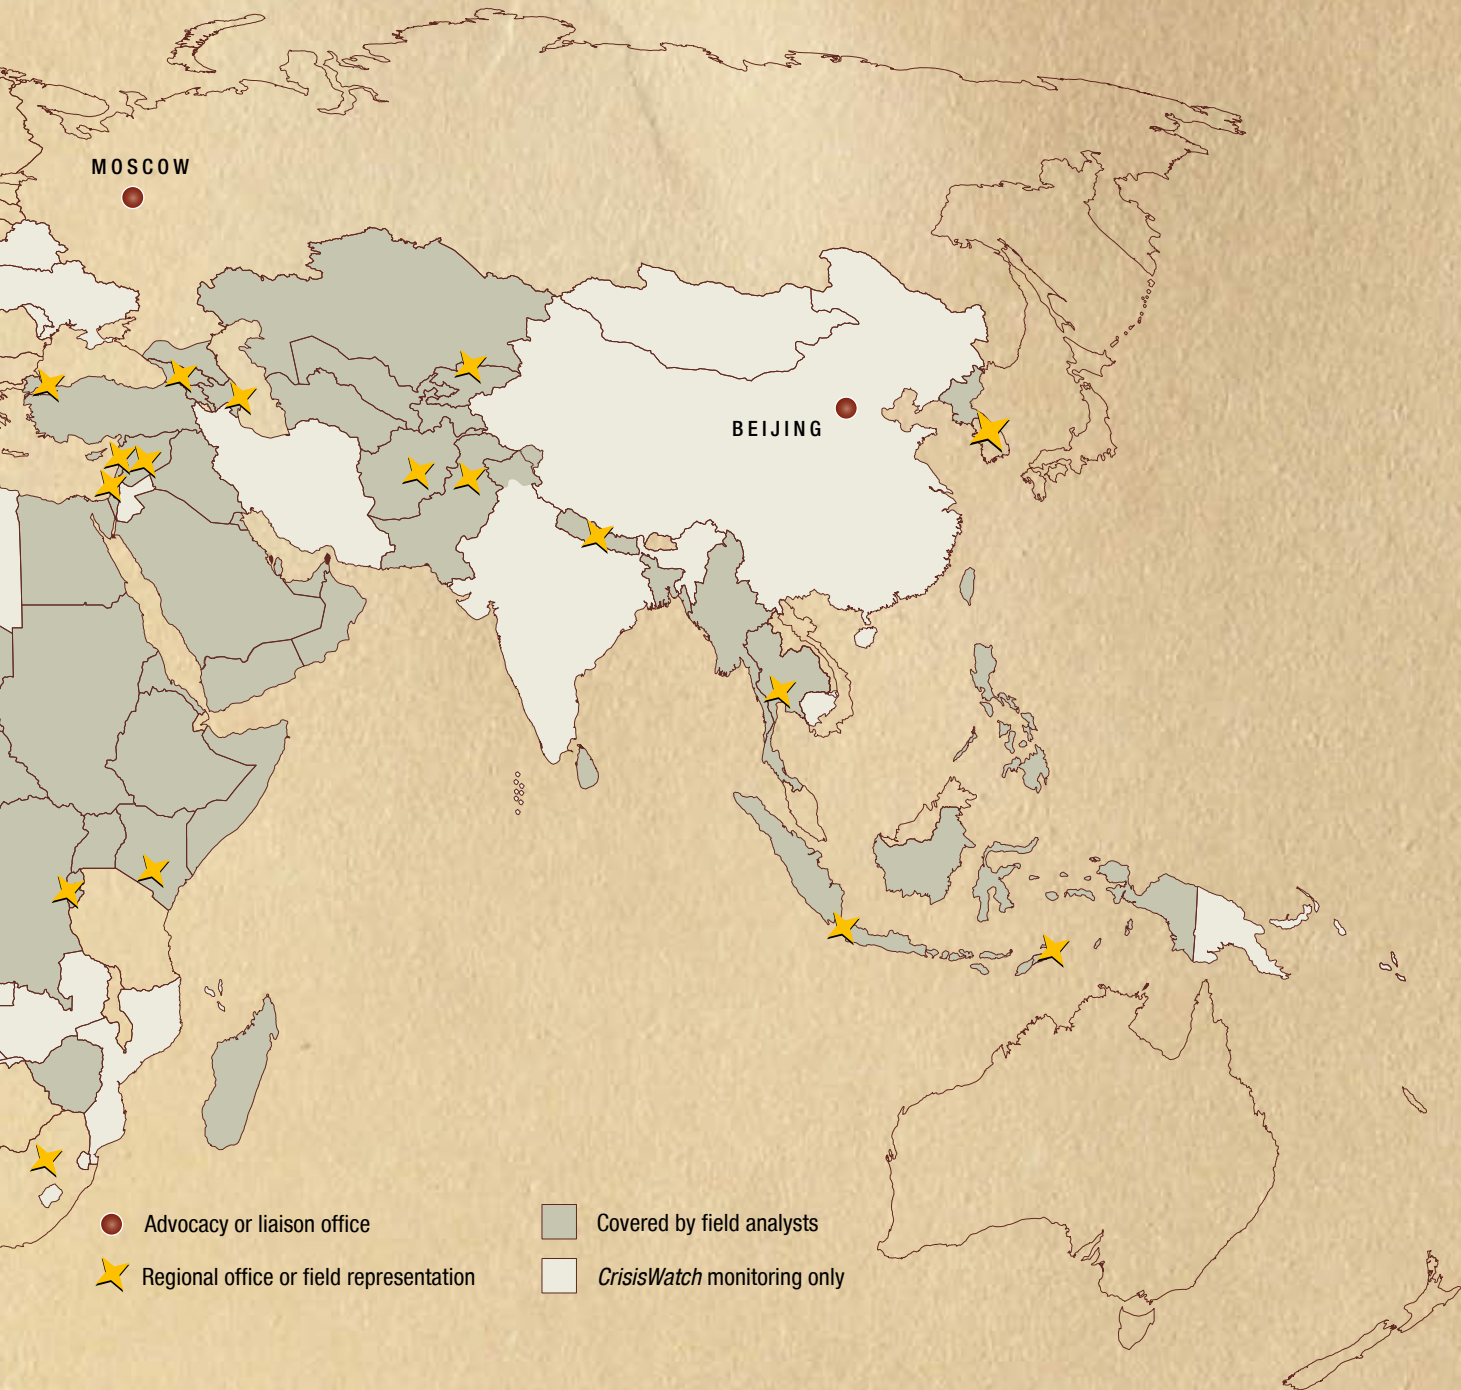 MOSCOW
BEIJING
Advocacy or liaison office
Regional office or field representation
Covered by field analysts
CrisisWatch monitoring only